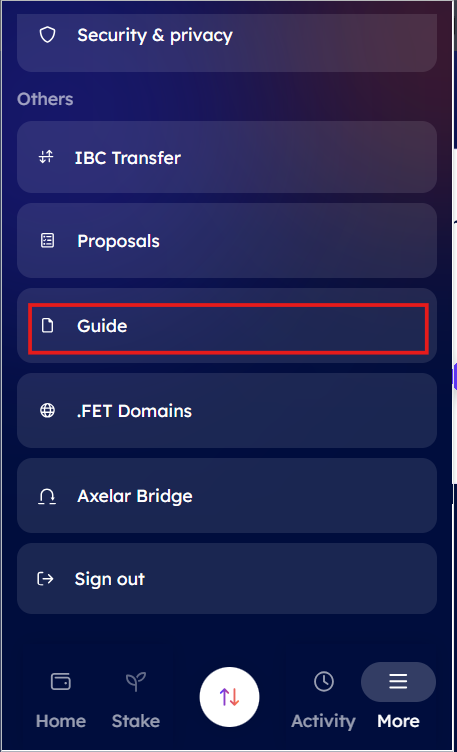 Security & privacy
Others
IBC Transfer
Proposals
Guide
.FET Domains
Axelar Bridge
Sign out
Home Stake Activity More